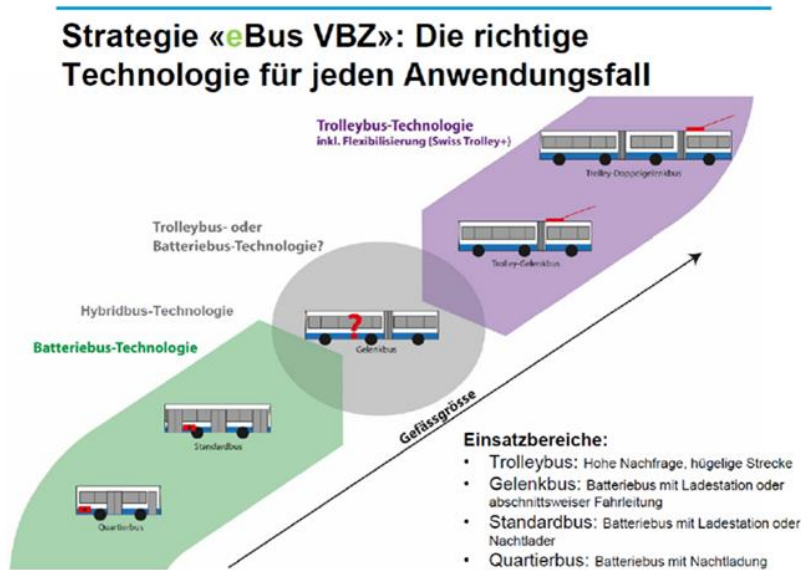 Strategie «eBus VBZ»: Die richtige
Technologie für jeden Anwendungsfall
Trolleybus-Technologie
inkl. Flexibilisierung (Swiss Trolley+)
Trolley-Doppelgelenkbus
Trolleybus- oder
Batteriebus-Technologie?
Trolley-Gelenkbus
Hybridbus-Technologie
?
Gelenkbus
Batteriebus-Technologie
Gefässgrösse
Standardbus
Quartierbus
Einsatzbereiche:
• Trolleybus: Hohe Nachfrage, hügelige Strecke
• Gelenkbus: Batteriebus mit Ladestation oder
abschnittsweiser Fahrleitung
• Standardbus: Batteriebus mit Ladestation oder
Nachtlader
• Quartierbus: Batteriebus mit Nachtladung